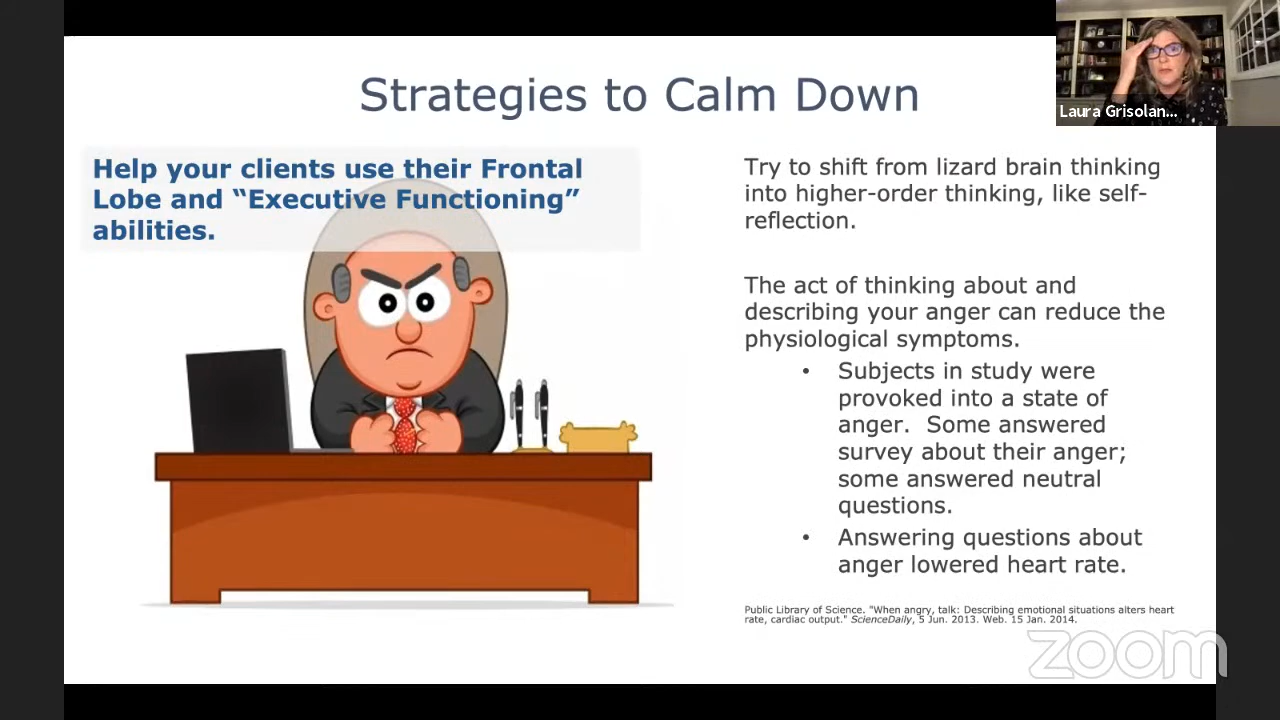 Strategies to Calm Down
Laura Grisolan...
Help your clients use their Frontal
Lobe and “Executive Functioning”
abilities.
Try to shift from lizard brain thinking
into higher-order thinking, like self-
reflection.
The act of thinking about and
describing your anger can reduce the
physiological symptoms.
• Subjects in study were
provoked into a state of
anger.  Some answered
survey about their anger;
some answered neutral
questions.
• Answering questions about
anger lowered heart rate.
Public Library of Science. "When angry, talk: Describing emotional situations alters heart
rate, cardiac output." ScienceDaily, 5 Jun. 2013. Web. 15 Jan. 2014.
zoom